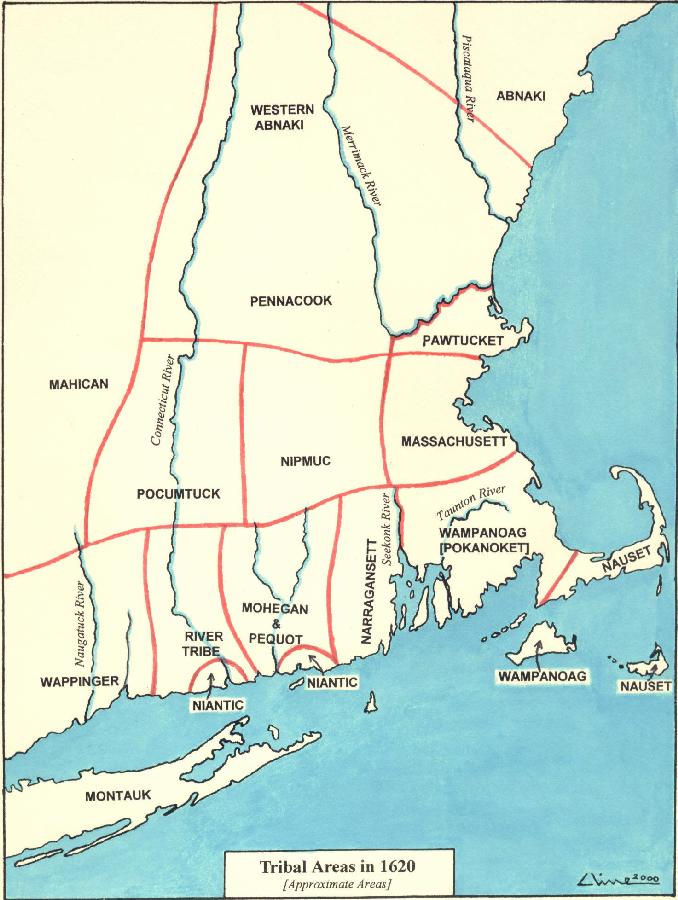 Piscataqua River
ABNAKI
WESTERN
ABNAKI
Merrimack River
PENNACOOK
PAWTUCKET
MAHICAN
Connecticut River
MASSACHUSETT
NIPMUC
POCUMTUCK
Taunton River
Seekonk River
WAMPANOAG
[POKANOKET]
NAUSET
NARRAGANSETT
Naugatuck River
MOHEGAN
&
PEQUOT
RIVER
TRIBE
WAPPINGER
NIANTIC
NIANTIC
WAMPANOAG
NAUSET
MONTAUK
Tribal Areas in 1620
[Approximate Areas]
2000